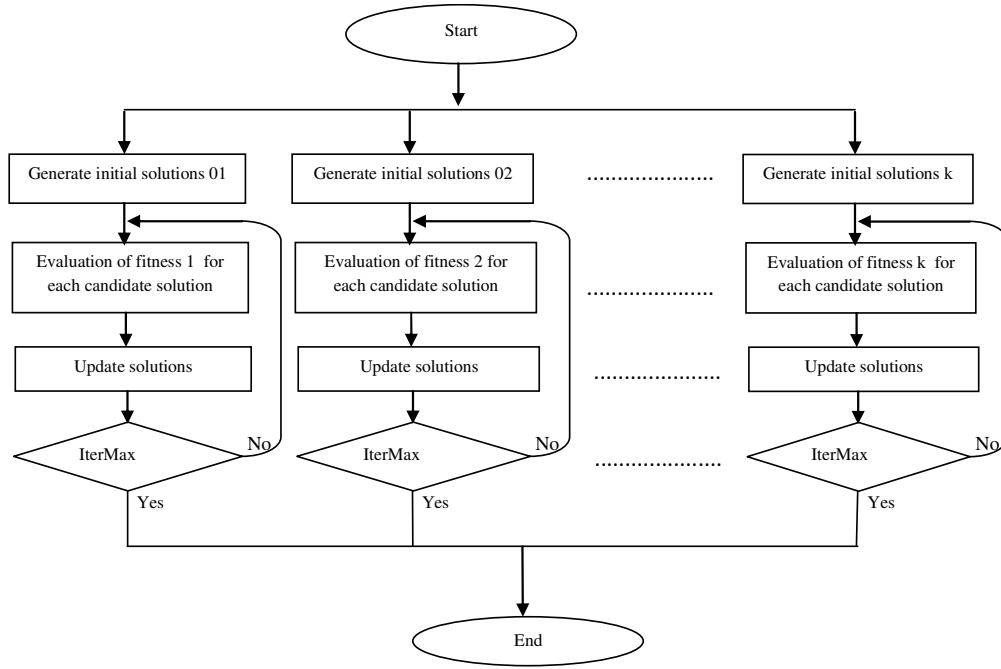 Start
Generate initial solutions 01
Generate initial solutions 02
......................
Generate initial solutions k
Evaluation of fitness 1 for
each candidate solution
Evaluation of fitness 2 for
each candidate solution
......................
Evaluation of fitness k for
each candidate solution
Update solutions
Update solutions
......................
Update solutions
IterMax
No
IterMax
No
......................
IterMax
No
Yes
Yes
Yes
End